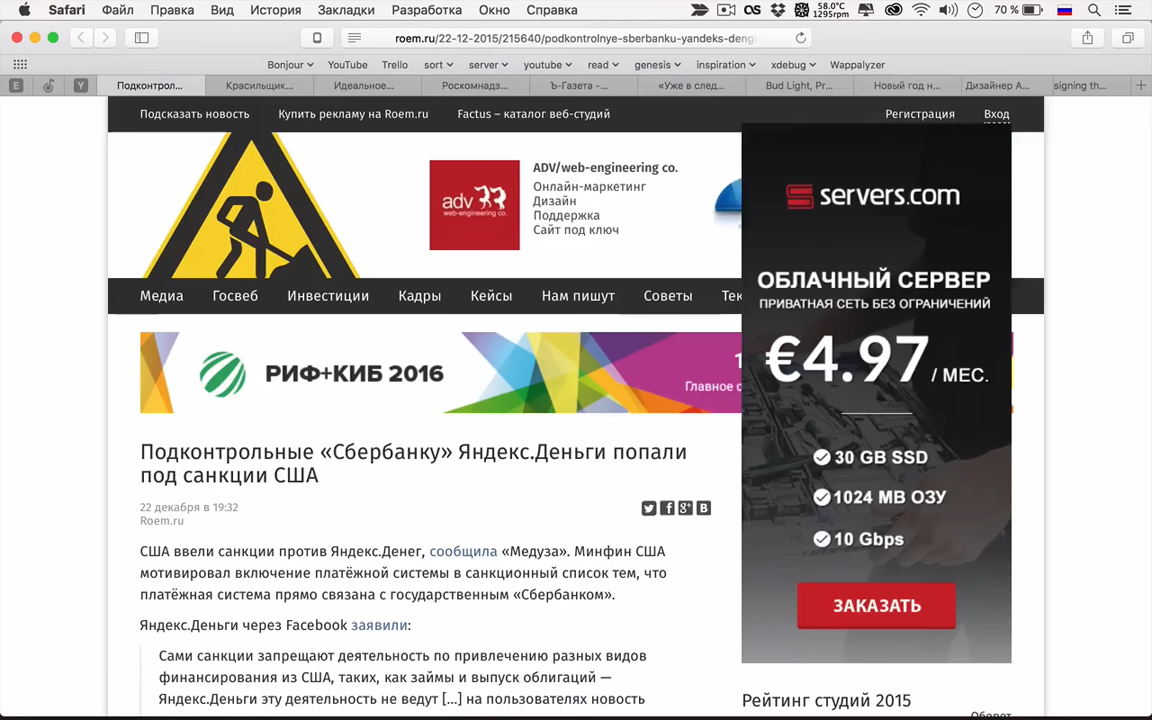 Safari Файл Правка Вид История Закладки Разработка Окно Справка 58.0°C 1295rpm 70 %
roem.ru/22-12-2015/215640/podkontrolnye-sberbanku-yandeks-deng
Bonjour YouTube Trello sort server youtube read genesis inspiration xdebug Wappalyzer
E Y Подконтрол... Красильщик... Идеальное... Роскомнадз... Ъ-Газета -... «Уже в след... Bud Light, Pr... Новый год н... Дизайнер А... signing th...
Подсказать новость Купить рекламу на Roem.ru Factus – каталог веб-студий Регистрация Вход
adv
web-engineering co.
ADV/web-engineering co.
Онлайн-маркетинг
Дизайн
Поддержка
Сайт под ключ
Медиа Госвеб Инвестиции Кадры Кейсы Нам пишут Советы Тек
РИФ+КИБ 2016
Главное с
Подконтрольные «Сбербанку» Яндекс.Деньги попали
под санкции США
22 декабря в 19:32
Roem.ru
США ввели санкции против Яндекс.Денег, сообщила «Медуза». Минфин США
мотивировал включение платёжной системы в санкционный список тем, что
платёжная система прямо связана с государственным «Сбербанком».
Яндекс.Деньги через Facebook заявили:
Сами санкции запрещают деятельность по привлечению разных видов
финансирования из США, таких, как займы и выпуск облигаций —
Яндекс.Деньги эту деятельность не ведут [...] на пользователях новость
servers.com
ОБЛАЧНЫЙ СЕРВЕР
ПРИВАТНАЯ СЕТЬ БЕЗ ОГРАНИЧЕНИЙ
€4.97 / МЕС.
30 GB SSD
1024 MB ОЗУ
10 Gbps
ЗАКАЗАТЬ
Рейтинг студий 2015
Оборот